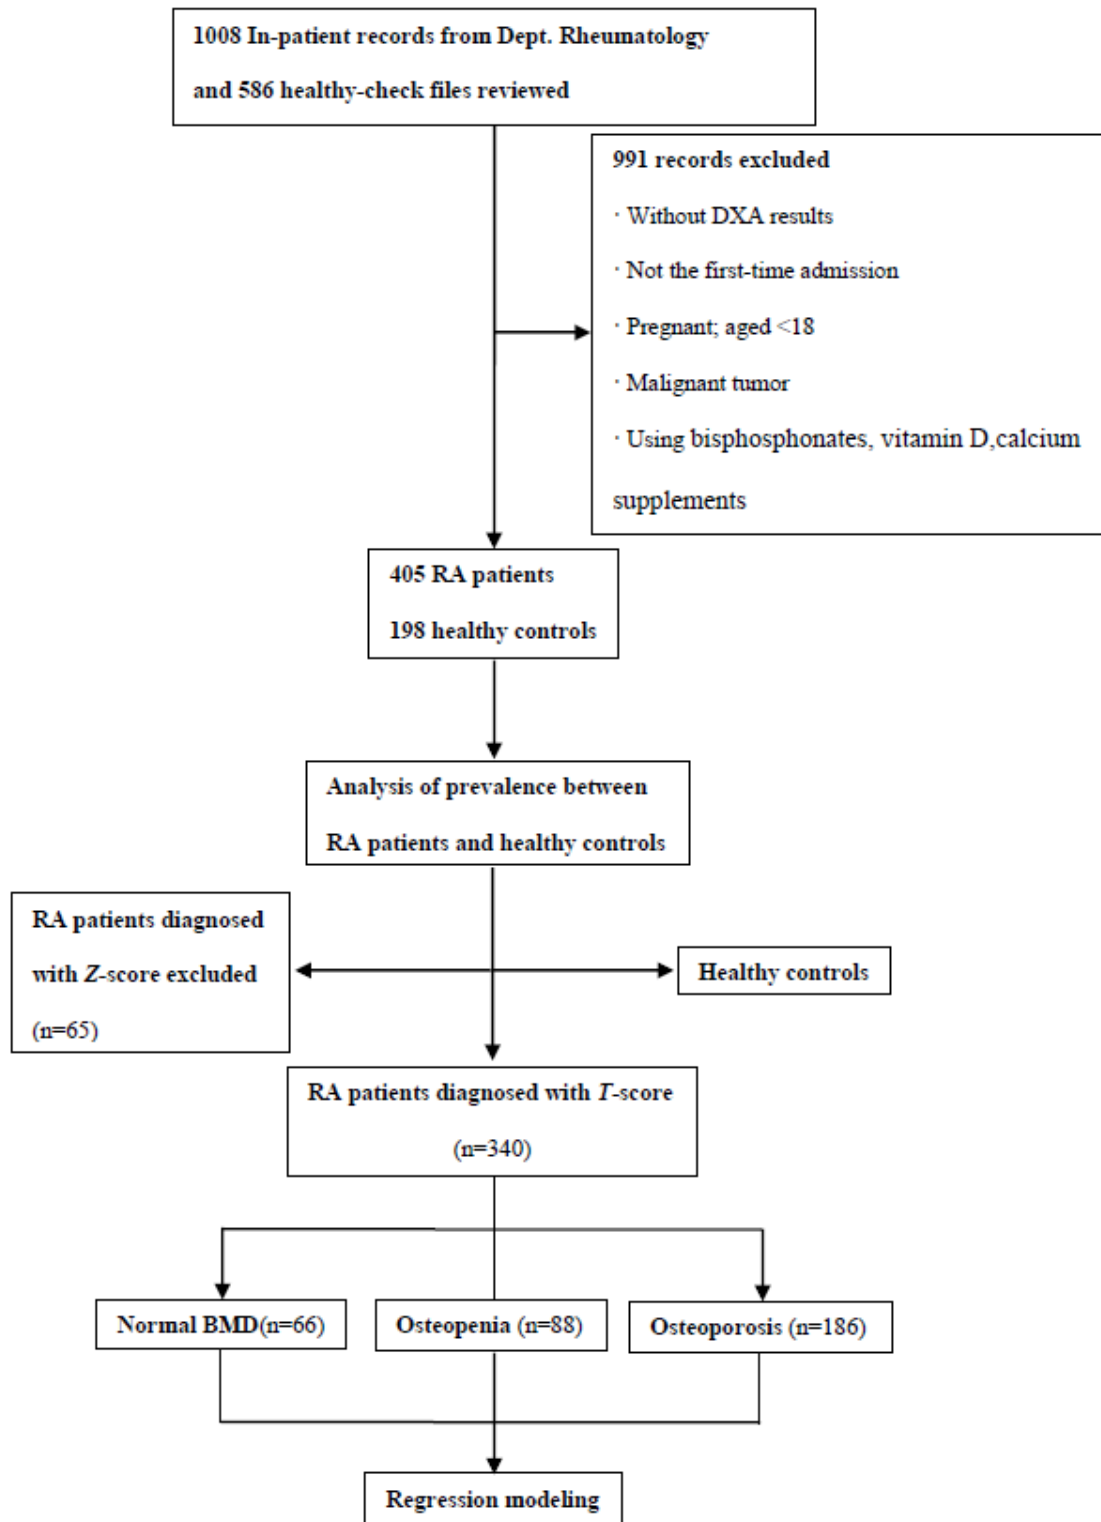 1008 In-patient records from Dept. Rheumatology
and 586 healthy-check files reviewed
991 records excluded
· Without DXA results
· Not the first-time admission
· Pregnant; aged <18
· Malignant tumor
· Using bisphosphonates, vitamin D,calcium
supplements
405 RA patients
198 healthy controls
Analysis of prevalence between
RA patients and healthy controls
RA patients diagnosed
with Z-score excluded
(n=65)
Healthy controls
RA patients diagnosed with T-score
(n=340)
Normal BMD(n=66)
Osteopenia (n=88)
Osteoporosis (n=186)
Regression modeling